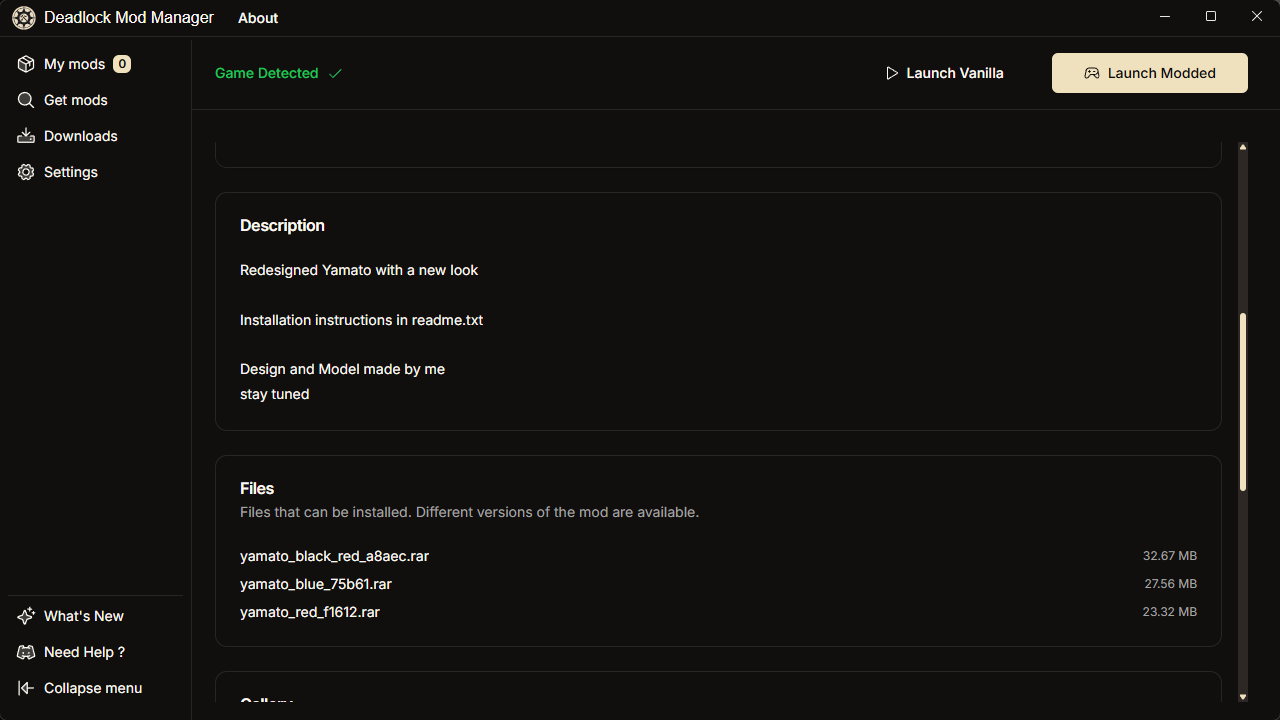 Deadlock Mod Manager About
My mods 0
Get mods
Downloads
Settings
Game Detected
Launch Vanilla
Launch Modded
Description
Redesigned Yamato with a new look
Installation instructions in readme.txt
Design and Model made by me
stay tuned
Files
Files that can be installed. Different versions of the mod are available.
yamato_black_red_a8aec.rar 32.67 MB
yamato_blue_75b61.rar 27.56 MB
yamato_red_f1612.rar 23.32 MB
Gallery
What's New
Need Help ?
Collapse menu